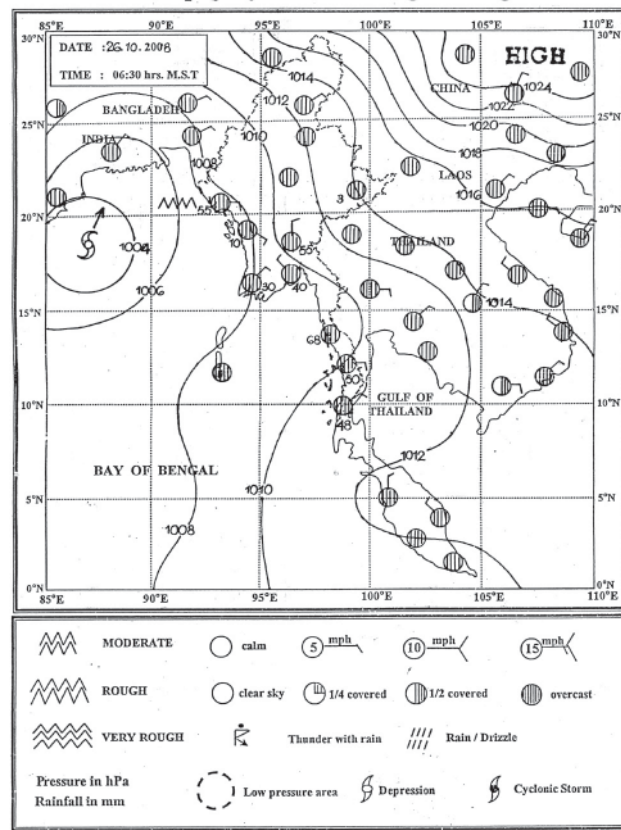 85°E 90°E 95°E 100°E 105°E 110°E
30°N 30°N
DATE :26.10.2008
TIME : 06:30 hrs. M.S.T
HIGH
1014
CHINA
1024
1012
1022
BANGLADEH
25°N 25°N
1010
1020
INDIA
1008
1018
LAOS
3
1016
55
20°N 20°N
10
55
THAILAND
1004
1006
30
40
1014
15°N 15°N
68
50
GULF OF
THAILAND
10°N 10°N
48
1012
BAY OF BENGAL
1010
5°N 5°N
1008
0°N 0°N
85°E 90°E 95°E 100°E 105°E 110°E
MODERATE calm 5 mph 10 mph 15 mph
ROUGH clear sky 1/4 covered 1/2 covered overcast
VERY ROUGH Thunder with rain Rain / Drizzle
Pressure in hPa
Rainfall in mm
Low pressure area Depression Cyclonic Storm